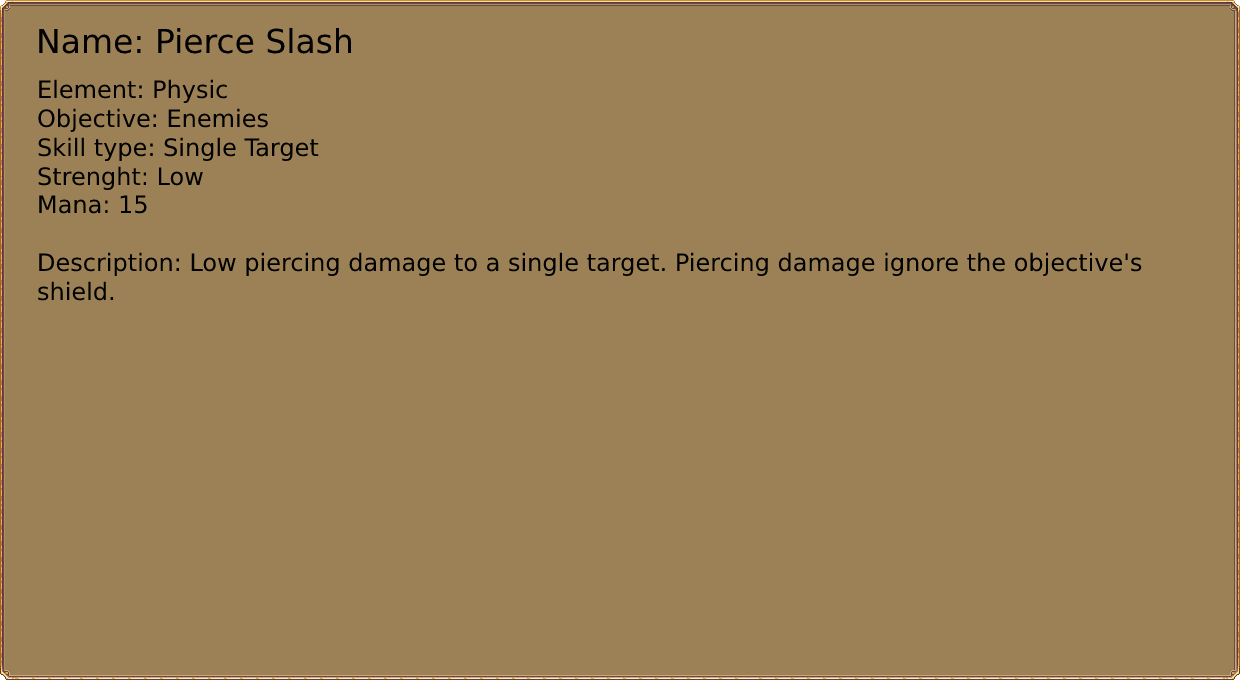 Name: Pierce Slash
Element: Physic
Objective: Enemies
Skill type: Single Target
Strenght: Low
Mana: 15
Description: Low piercing damage to a single target. Piercing damage ignore the objective's
shield.